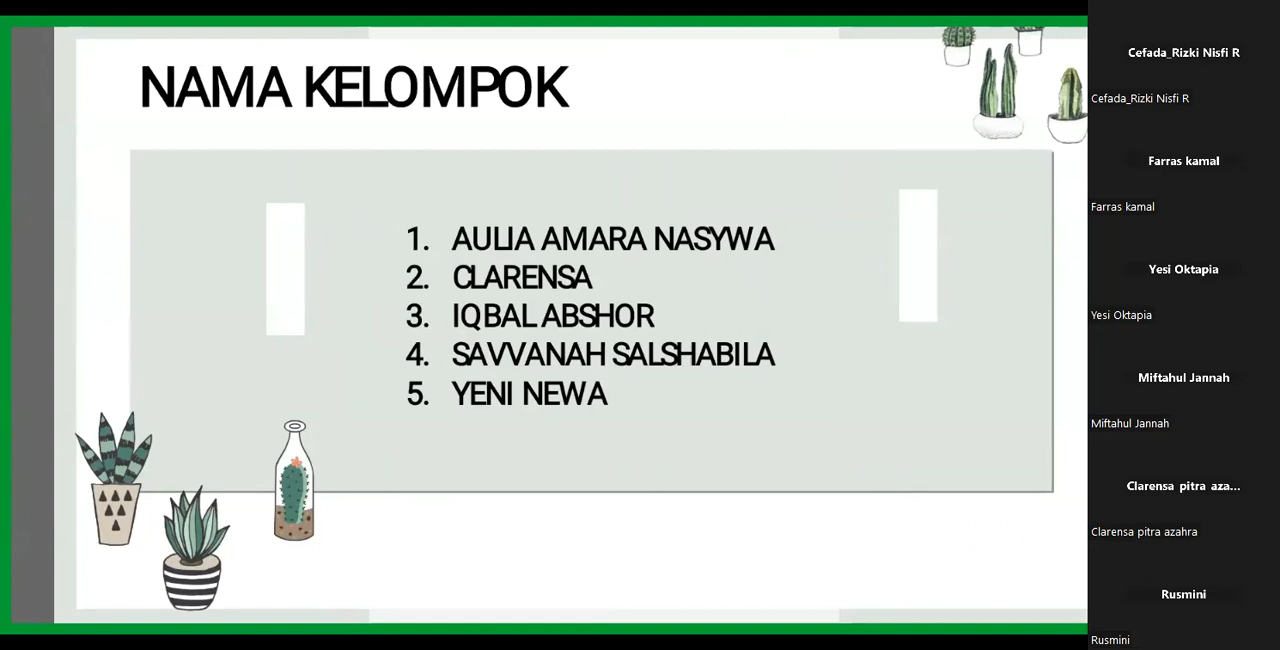 NAMA KELOMPOK
1. AULIA AMARA NASYWA
2. CLARENSA
3. IQBAL ABSHOR
4. SAVVANAH SALSHABILA
5. YENI NEWA
Cefada_Rizki Nisfi R
Cefada_Rizki Nisfi R
Farras kamal
Farras kamal
Yesi Oktapia
Yesi Oktapia
Miftahul Jannah
Miftahul Jannah
Clarensa pitra aza...
Clarensa pitra azahra
Rusmini
Rusmini